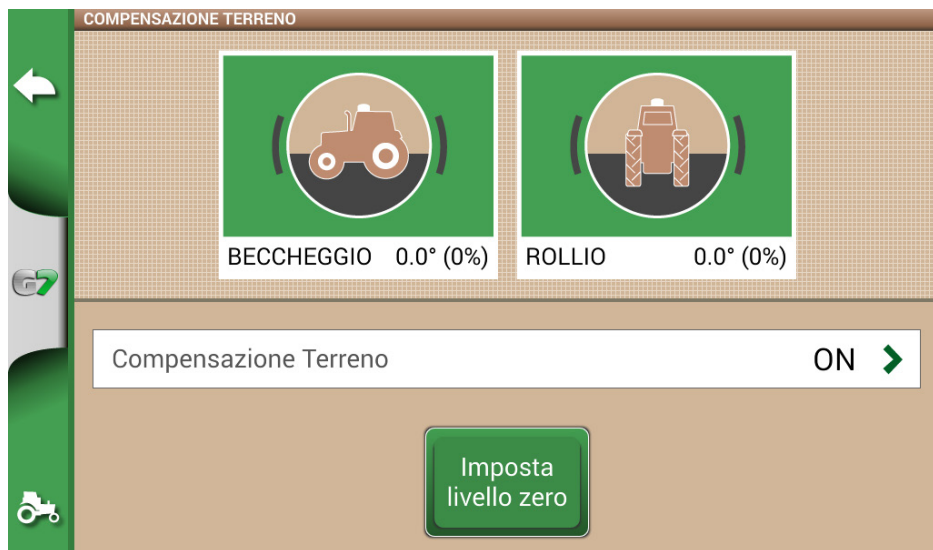 COMPENSAZIONE TERRENO
BECCHEGGIO 0.0° (0%)
ROLLIO 0.0° (0%)
G7
Compensazione Terreno ON
Imposta
livello zero